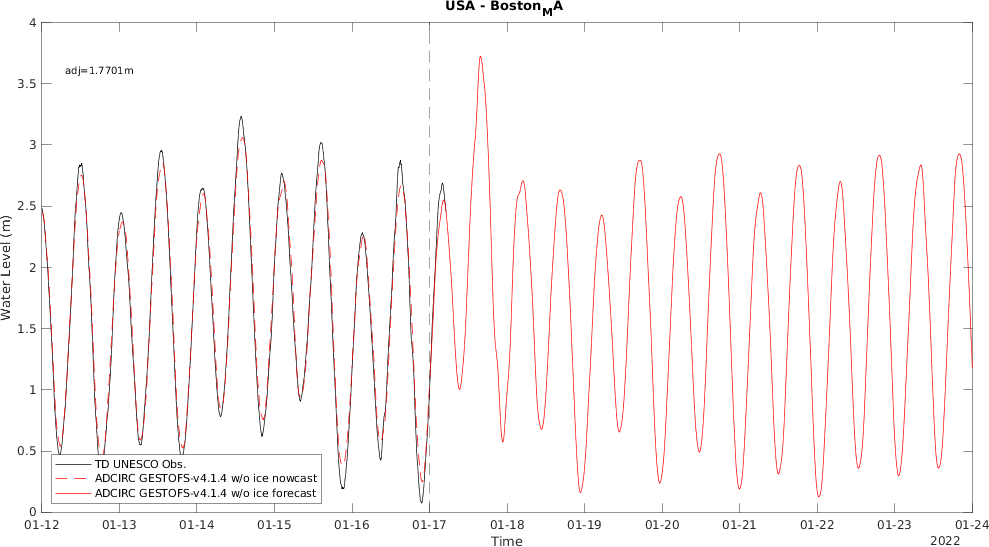 USA - BostonMA
adj=1.7701m
Water Level (m)
4
3.5
3
2.5
2
1.5
1
0.5
0
TD UNESCO Obs.
ADCIRC GESTOFS-v4.1.4 w/o ice nowcast
ADCIRC GESTOFS-v4.1.4 w/o ice forecast
01-12 01-13 01-14 01-15 01-16 01-17 01-18 01-19 01-20 01-21 01-22 01-23 01-24
Time
2022